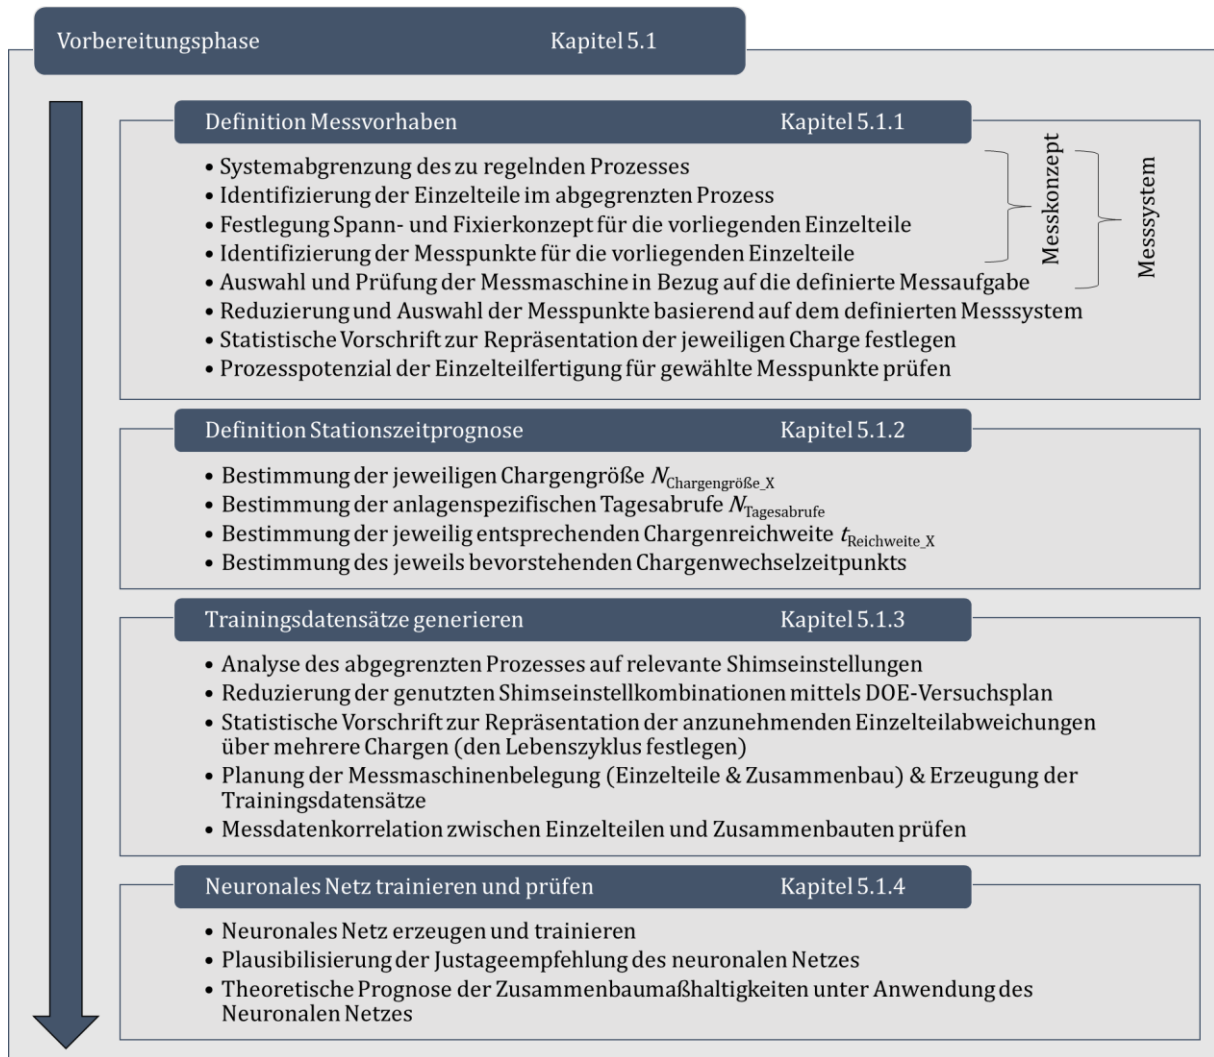 Vorbereitungsphase Kapitel 5.1
Definition Messvorhaben Kapitel 5.1.1
• Systemabgrenzung des zu regelnden Prozesses
• Identifizierung der Einzelteile im abgegrenzten Prozess
• Festlegung Spann- und Fixierkonzept für die vorliegenden Einzelteile
• Identifizierung der Messpunkte für die vorliegenden Einzelteile
• Auswahl und Prüfung der Messmaschine in Bezug auf die definierte Messaufgabe
• Reduzierung und Auswahl der Messpunkte basierend auf dem definierten Messsystem
• Statistische Vorschrift zur Repräsentation der jeweiligen Charge festlegen
• Prozesspotenzial der Einzelteilfertigung für gewählte Messpunkte prüfen
Messkonzept
Messsystem
Definition Stationszeitprognose Kapitel 5.1.2
• Bestimmung der jeweiligen Chargengröße N_Chargengröße_X
• Bestimmung der anlagenspezifischen Tagesabrufe N_Tagesabrufe
• Bestimmung der jeweilig entsprechenden Chargenreichweite t_Reichweite_X
• Bestimmung des jeweils bevorstehenden Chargenwechselzeitpunkts
Trainingsdatensätze generieren Kapitel 5.1.3
• Analyse des abgegrenzten Prozesses auf relevante Shimseinstellungen
• Reduzierung der genutzten Shimseinstellkombinationen mittels DOE-Versuchsplan
• Statistische Vorschrift zur Repräsentation der anzunehmenden Einzelteilabweichungen
über mehrere Chargen (den Lebenszyklus festlegen)
• Planung der Messmaschinenbelegung (Einzelteile & Zusammenbau) & Erzeugung der
Trainingsdatensätze
• Messdatenkorrelation zwischen Einzelteilen und Zusammenbauten prüfen
Neuronales Netz trainieren und prüfen Kapitel 5.1.4
• Neuronales Netz erzeugen und trainieren
• Plausibilisierung der Justageempfehlung des neuronalen Netzes
• Theoretische Prognose der Zusammenbaumaßhaltigkeiten unter Anwendung des
Neuronalen Netzes